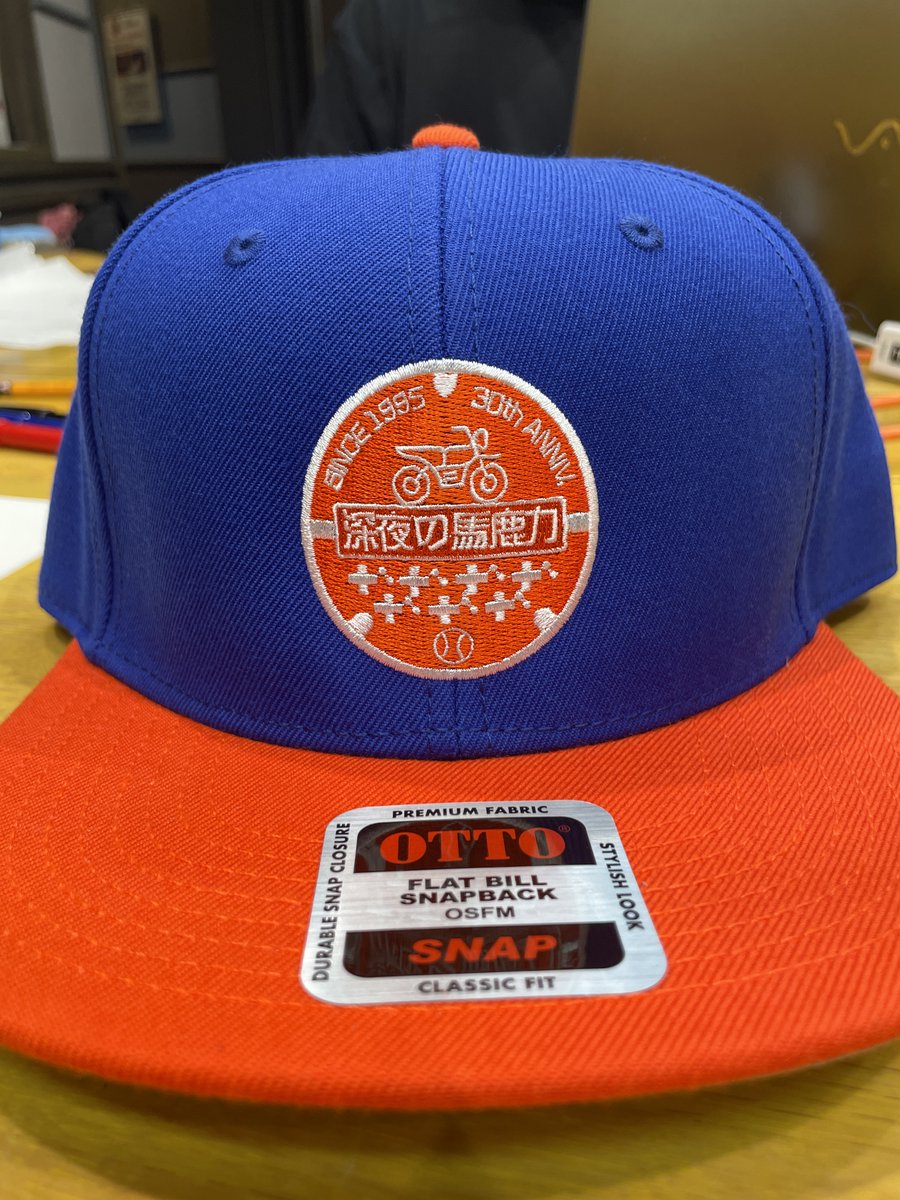 SINCE 1995
30th ANNIV.
深夜の馬鹿力
PREMIUM FABRIC
OTTO®
DURABLE SNAP CLOSURE
FLAT BILL
SNAPBACK
OSFM
STYLISH LOOK
SNAP
CLASSIC FIT